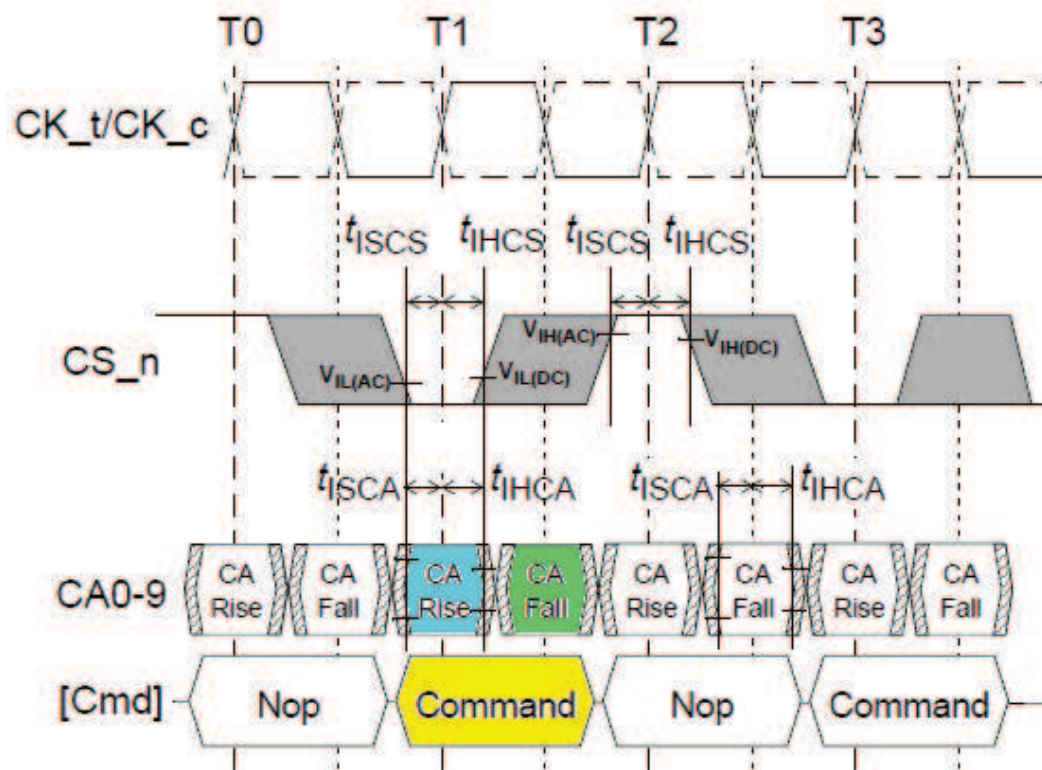 T0 T1 T2 T3
CK_t/CK_c
tISCS tIHCS tISCS tIHCS
CS_n
VIL(AC) VIL(DC) VIH(AC) VIH(DC)
tISCA tIHCA tISCA tIHCA
CA0-9
CA Rise CA Fall CA Rise CA Fall CA Rise CA Fall CA Rise CA Fall
[Cmd] Nop Command Nop Command